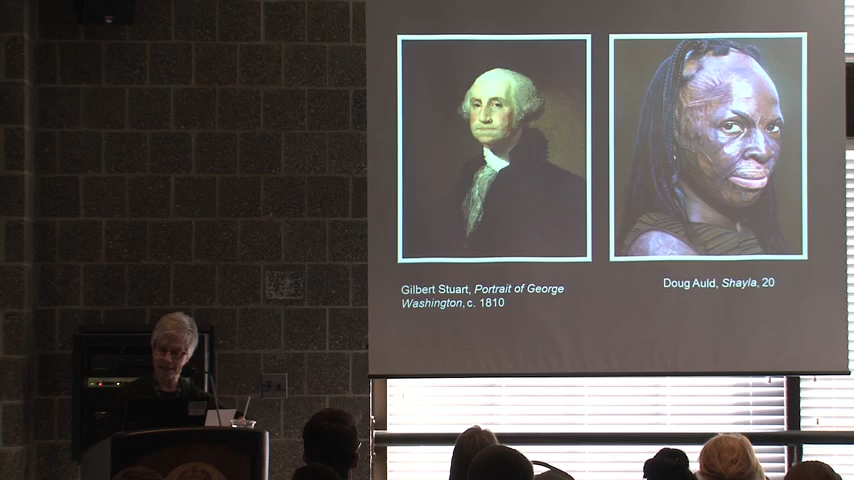 Gilbert Stuart, Portrait of George
Washington, c. 1810
Doug Auld, Shayla, 20